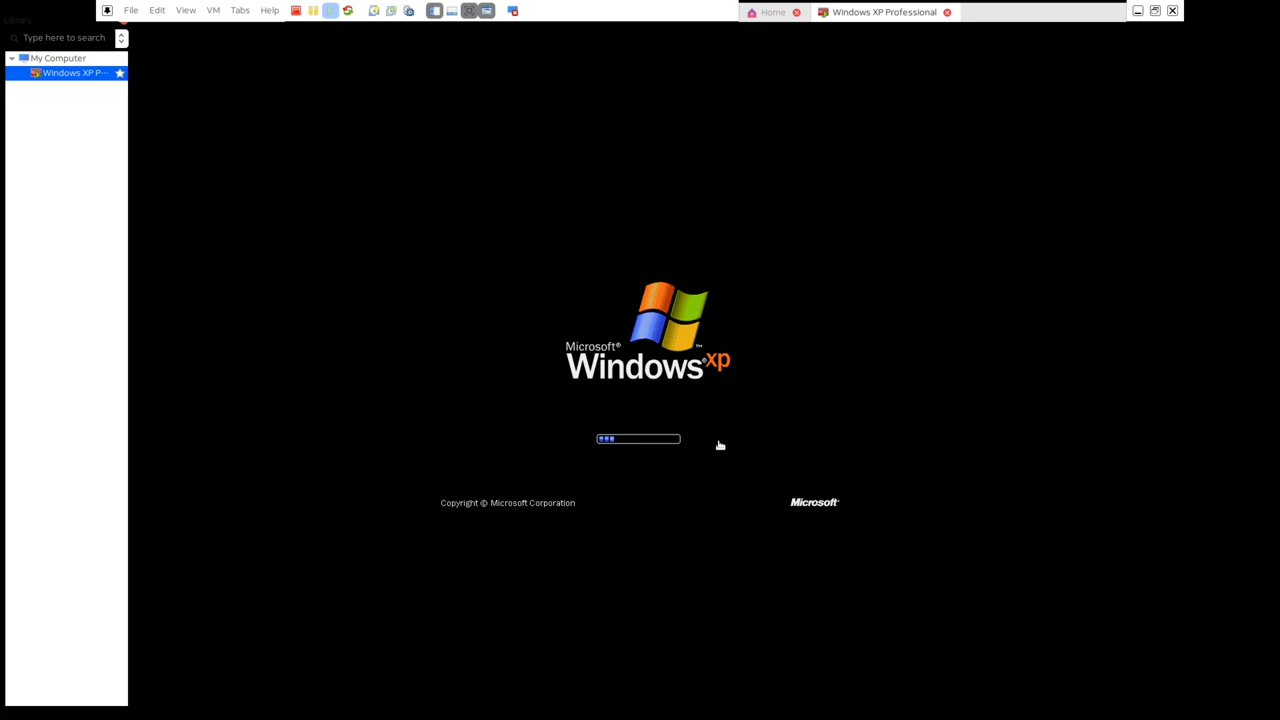 File Edit View VM Tabs Help
Home
Windows XP Professional
Library
Type here to search
My Computer
Windows XP P...
Microsoft®
Windows®xp™
Copyright © Microsoft Corporation
Microsoft®